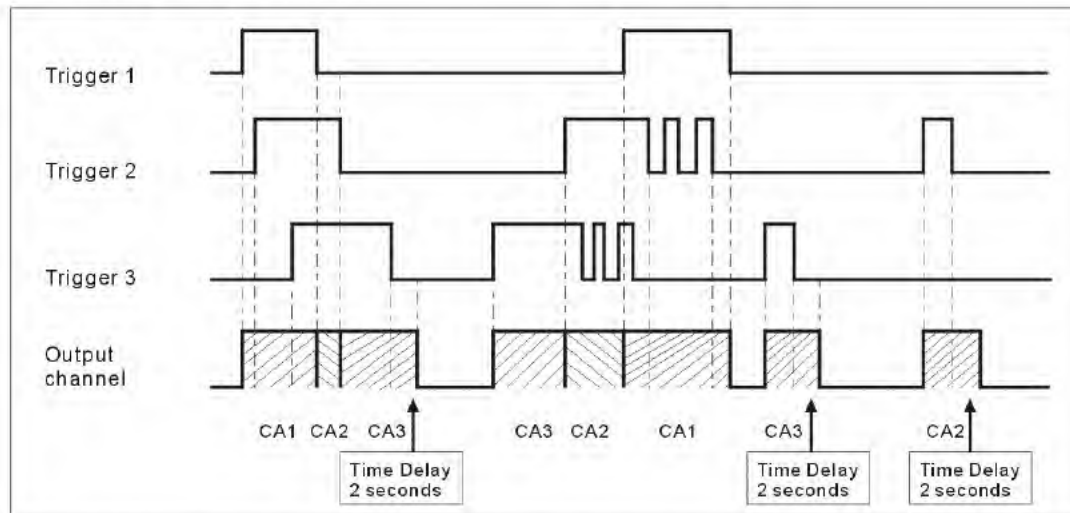 Trigger 1
Trigger 2
Trigger 3
Output
channel
CA1 CA2 CA3 CA3 CA2 CA1 CA3 CA2
Time Delay
2 seconds
Time Delay
2 seconds
Time Delay
2 seconds